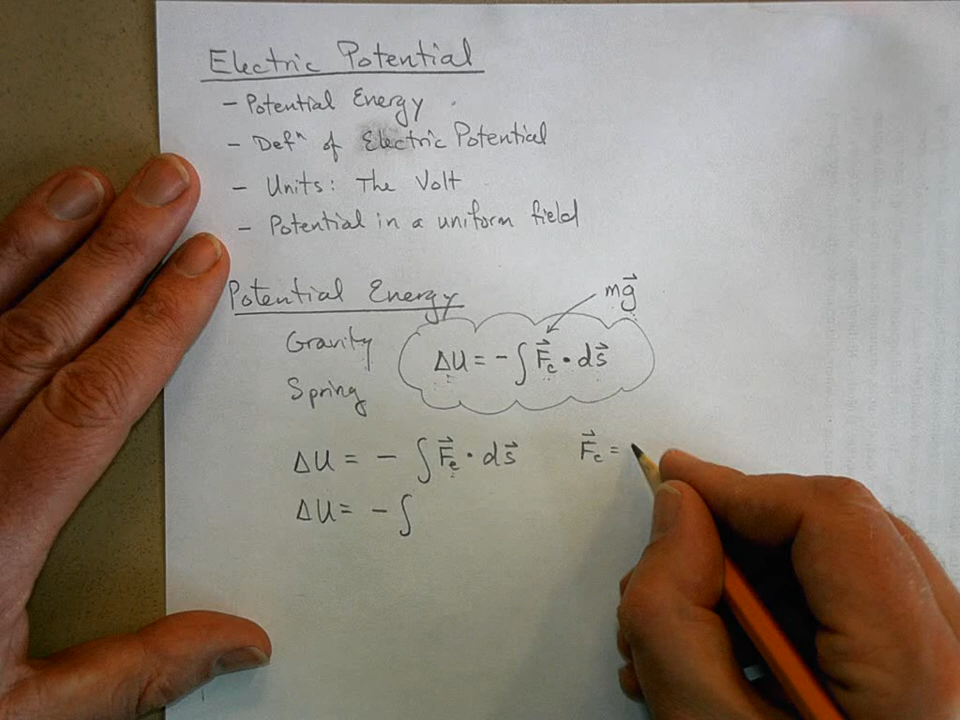 Electric Potential
- Potential Energy
- Defⁿ of Electric Potential
- Units: The Volt
- Potential in a uniform field
Potential Energy
mg⃗
Gravity
ΔU = - ∫ F⃗c • ds⃗
Spring
ΔU = - ∫ F⃗e • ds⃗
F⃗e =
ΔU = - ∫